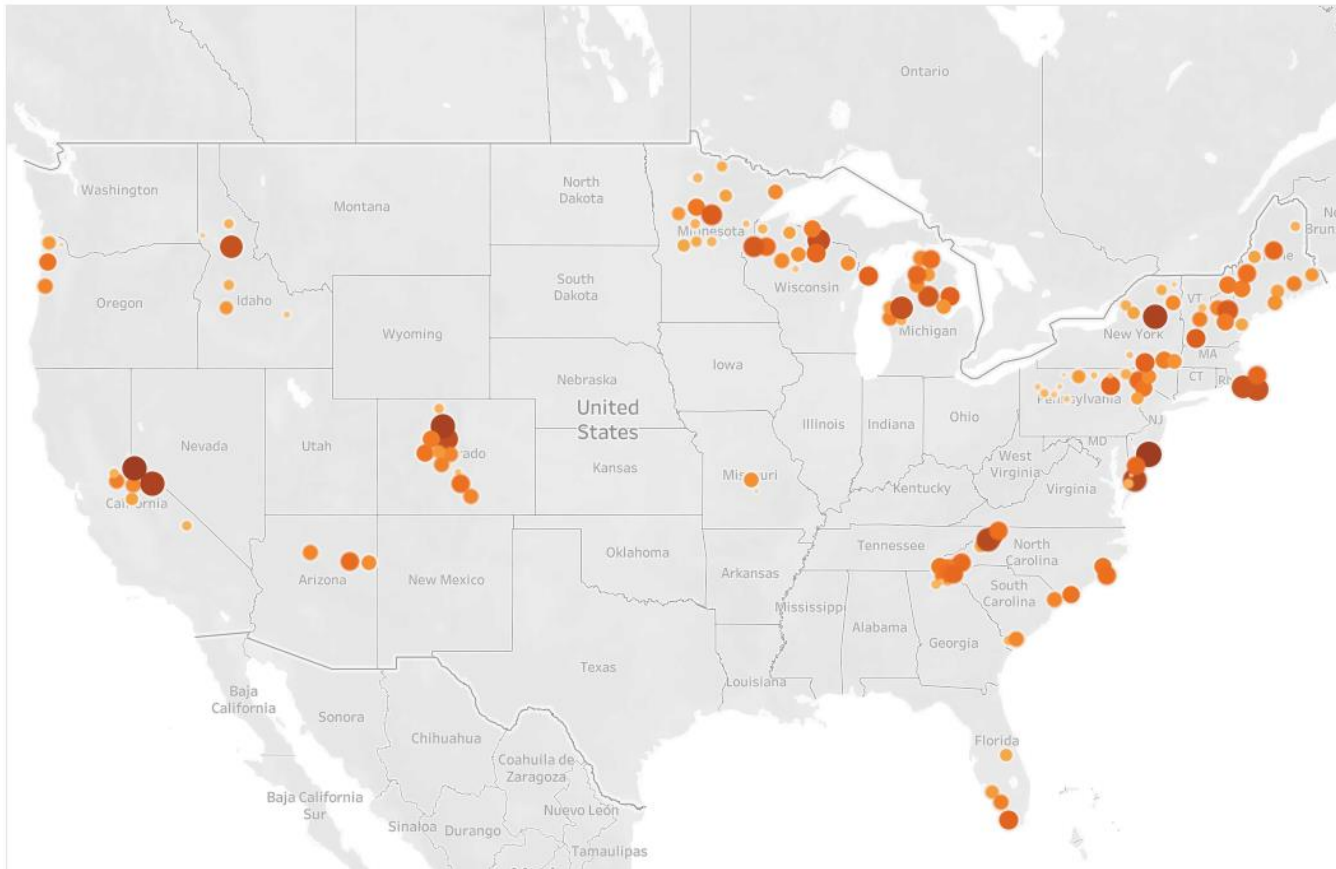 Ontario
Washington
North
Dakota
Montana
Minnesota
Oregon
South
Dakota
Idaho
Wisconsin
VT
Wyoming
Michigan
New York
MA
CT
Iowa
Nebraska
United
States
Illinois
Indiana
Ohio
NJ
Nevada
Utah
MD
West
Virginia
Kansas
Missouri
Kentucky
Virginia
California
Tennessee
North
Carolina
Oklahoma
Arizona
New Mexico
Arkansas
South
Carolina
Mississippi
Alabama
Georgia
Texas
Louisiana
Baja
California
Sonora
Chihuahua
Florida
Coahuila de
Zaragoza
Baja California
Sur
Nuevo León
Sinaloa
Durango
Tamaulipas